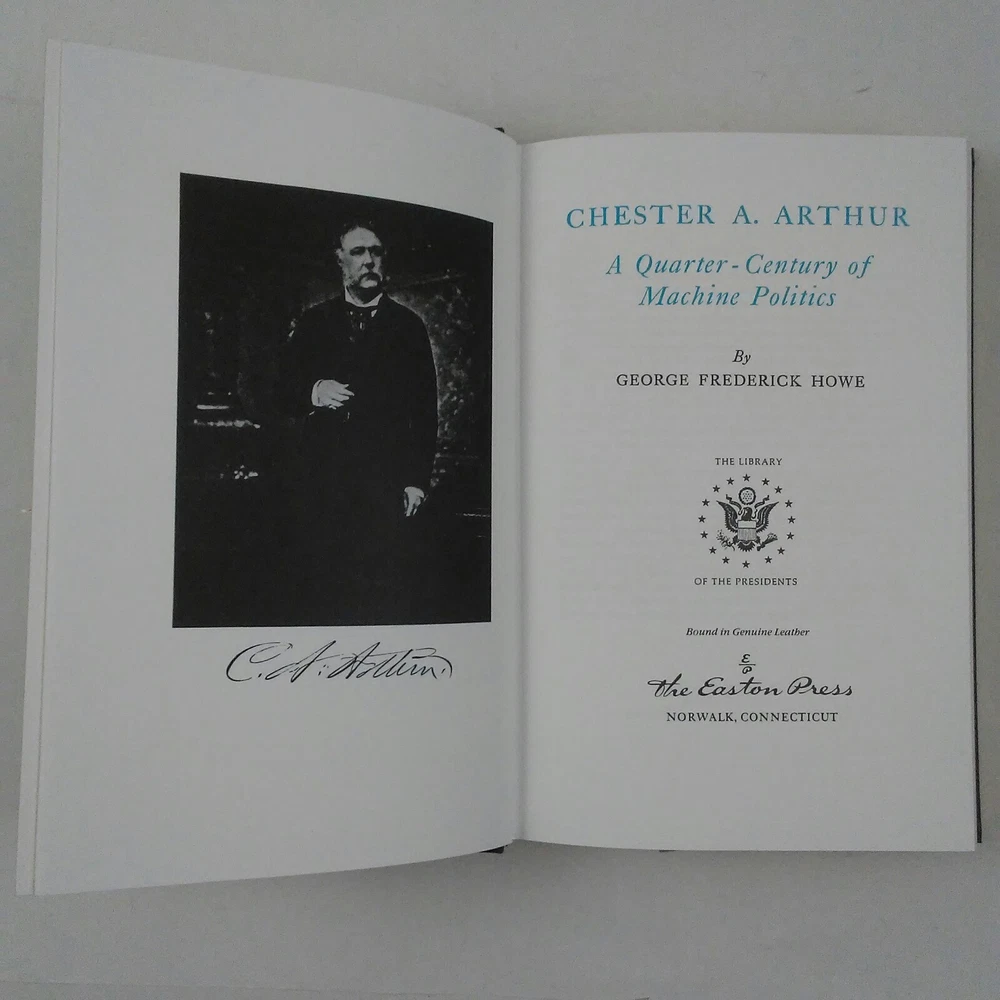 C. A. Arthur.
CHESTER A. ARTHUR
A Quarter-Century of
Machine Politics
By
GEORGE FREDERICK HOWE
THE LIBRARY
OF THE PRESIDENTS
Bound in Genuine Leather
E/P
The Easton Press
NORWALK, CONNECTICUT